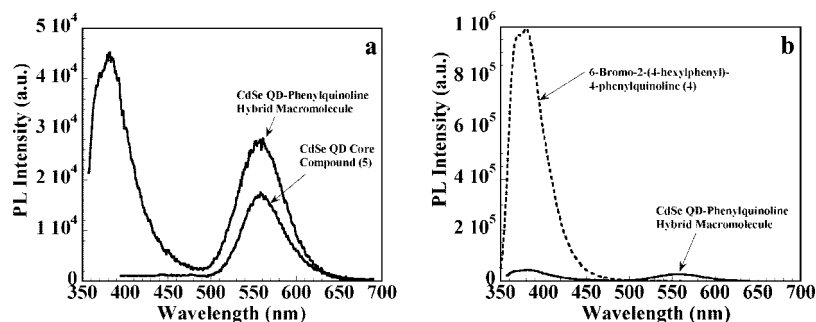 a
PL Intensity (a.u.)
5 10^4
4 10^4
3 10^4
2 10^4
1 10^4
0
350 400 450 500 550 600 650 700
Wavelength (nm)
CdSe QD-Phenylquinoline
Hybrid Macromolecule
CdSe QD Core
Compound (5)
b
PL Intensity (a.u.)
1 10^6
8 10^5
6 10^5
4 10^5
2 10^5
0
350 400 450 500 550 600 650 700
Wavelength (nm)
6-Bromo-2-(4-hexylphenyl)-
4-phenylquinoline (4)
CdSe QD-Phenylquinoline
Hybrid Macromolecule